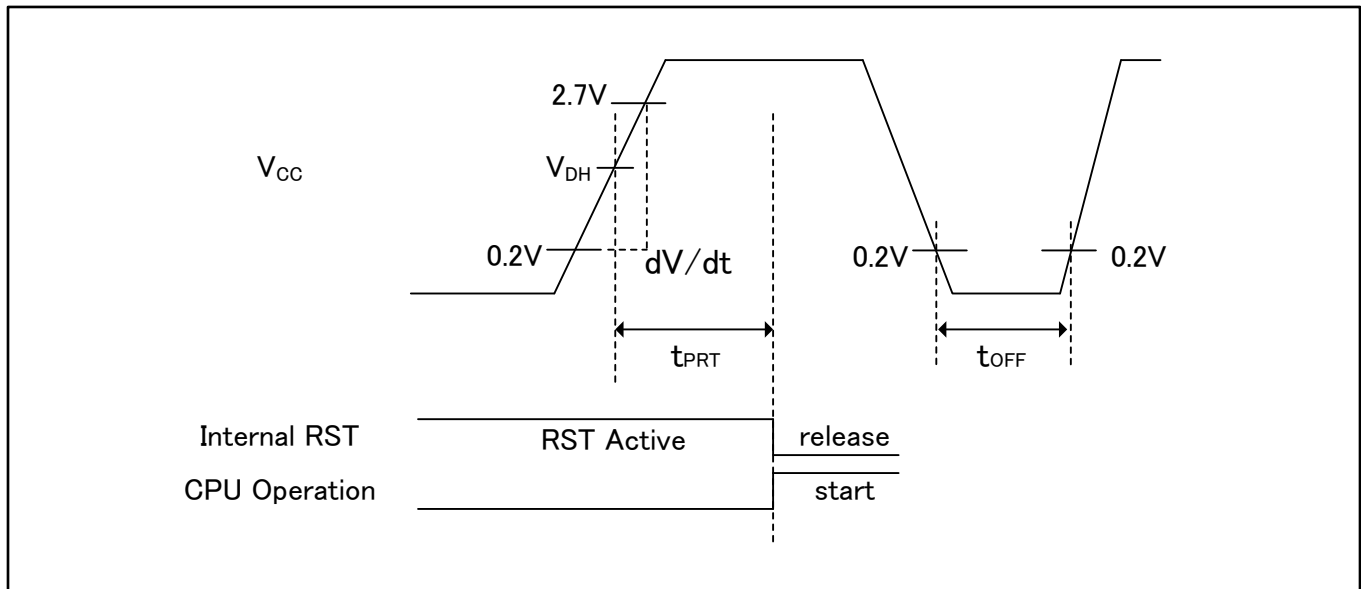 2.7V
VCC
VDH
0.2V
dV/dt
0.2V
0.2V
tPRT
tOFF
Internal RST
RST Active
release
CPU Operation
start